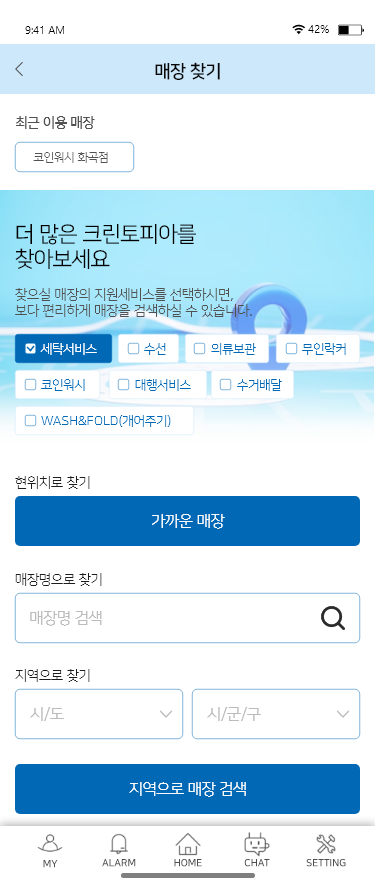 9:41 AM
42%
매장 찾기
최근 이용 매장
코인워시 화곡점
더 많은 크린토피아를
찾아보세요
찾으실 매장의 지원세비스를 선택하시면,
보다 편리하게 매장을 검색하실 수 있습니다.
세탁서비스 수선 의류보관 무인락커
코인워시 대행서비스 수거배달
WASH&FOLD(개어주기)
현위치로 찾기
가까운 매장
매장명으로 찾기
매장명 검색
지역으로 찾기
시/도 시/군/구
지역으로 매장 검색
MY ALARM HOME CHAT SETTING